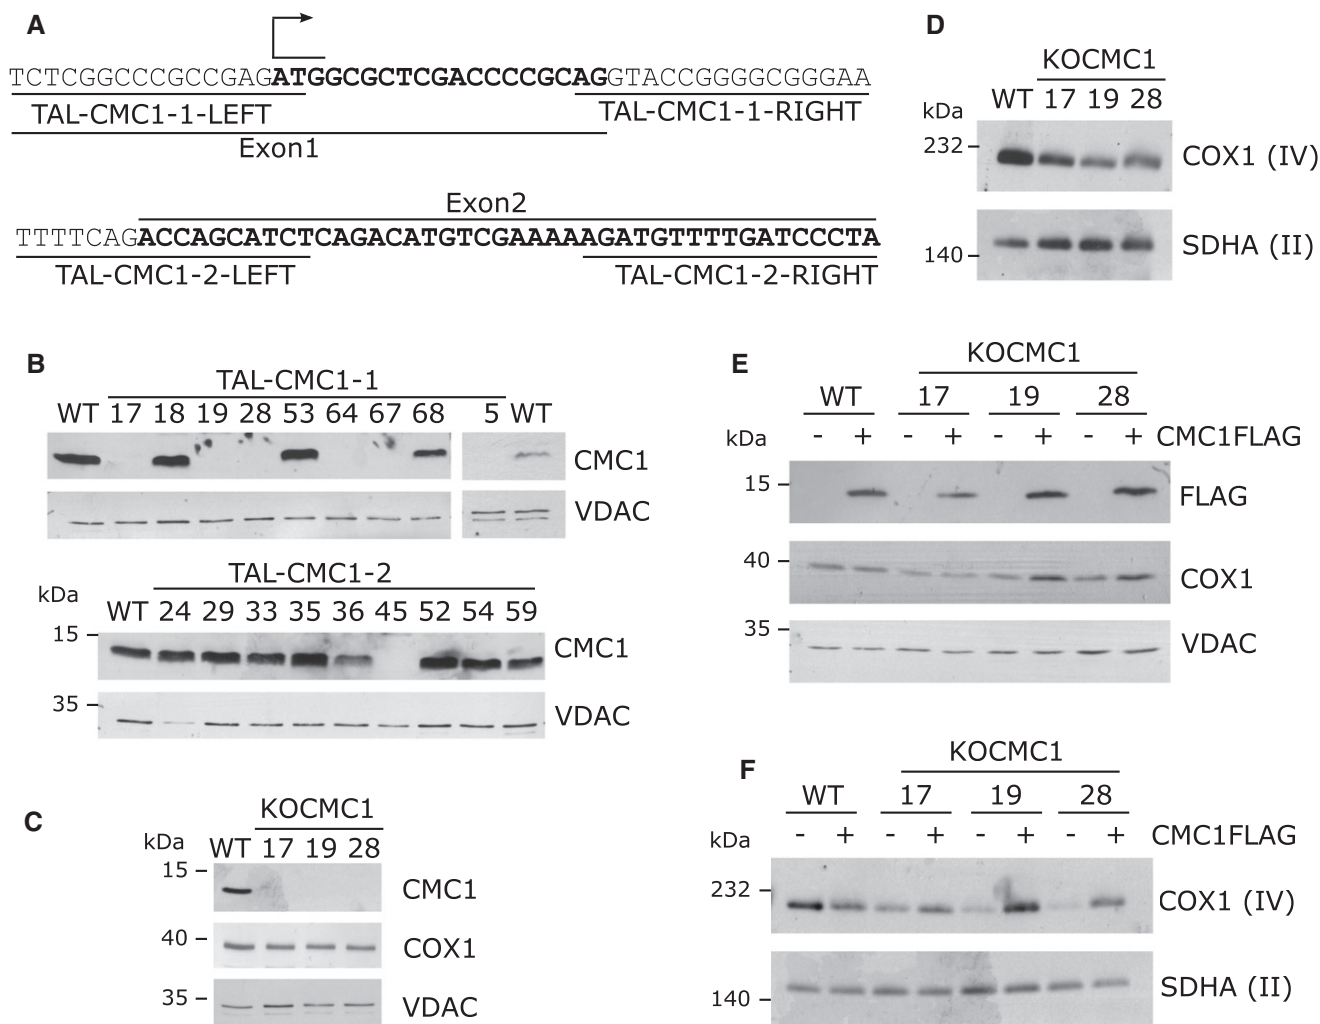 A
TCTCGGCCCGCCGAGATGGCGCTCGACCCCGCAGGTACCGGGGCGGGAA
TAL-CMC1-1-LEFT TAL-CMC1-1-RIGHT
Exon1
Exon2
TTTTCAGACCAGCATCTCAGACATGTCGAAAAAGATGTTTTGATCCCTA
TAL-CMC1-2-LEFT TAL-CMC1-2-RIGHT
B
TAL-CMC1-1
WT 17 18 19 28 53 64 67 68 5 WT
CMC1
VDAC
TAL-CMC1-2
kDa
WT 24 29 33 35 36 45 52 54 59
15 CMC1
35 VDAC
C
KOCMC1
kDa
WT 17 19 28
15 CMC1
40 COX1
35 VDAC
D
KOCMC1
kDa
WT 17 19 28
232 COX1 (IV)
140 SDHA (II)
E
KOCMC1
WT 17 19 28
kDa - + - + - + - + CMC1FLAG
15 FLAG
40 COX1
35 VDAC
F
KOCMC1
WT 17 19 28
kDa - + - + - + - + CMC1FLAG
232 COX1 (IV)
140 SDHA (II)